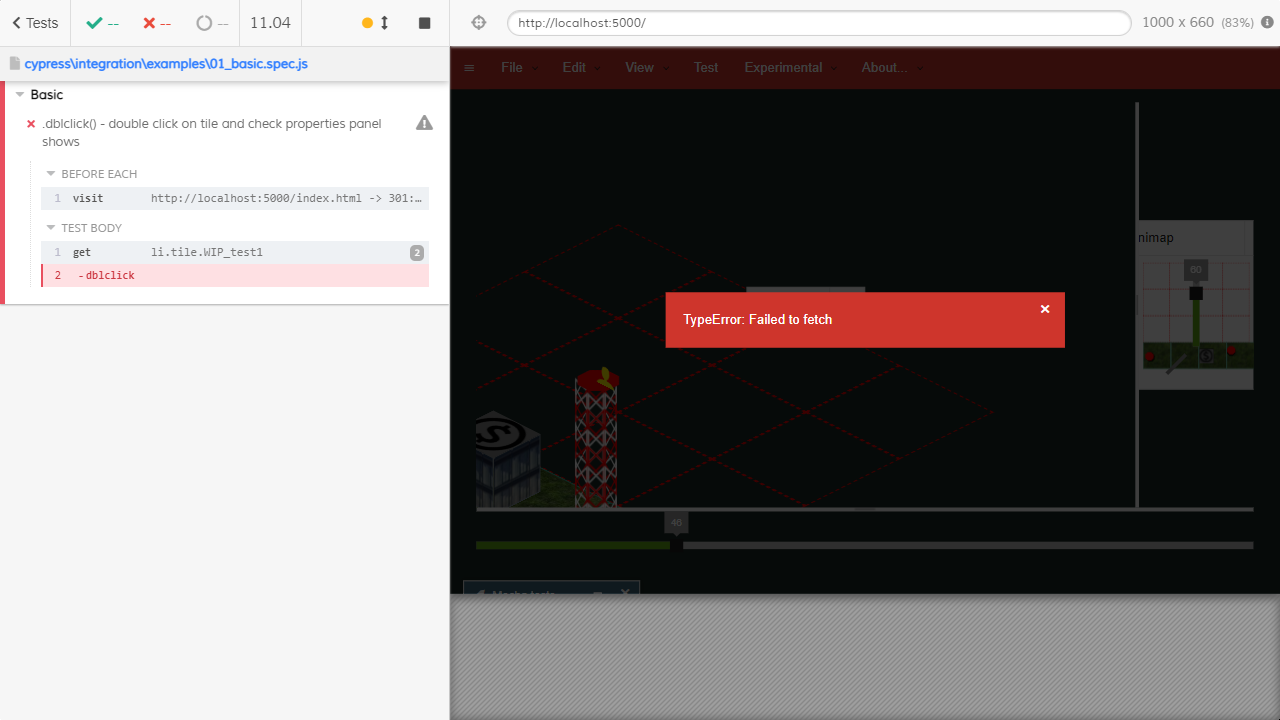 Tests -- -- -- 11.04
http://localhost:5000/ 1000 x 660 (83%)
cypress\integration\examples\01_basic.spec.js
Basic
.dblclick() - double click on tile and check properties panel
shows
BEFORE EACH
1 visit http://localhost:5000/index.html -> 301:…
TEST BODY
1 get li.tile.WIP_test1 2
2 - dblclick
File Edit View Test Experimental About...
nimap
60
TypeError: Failed to fetch
46